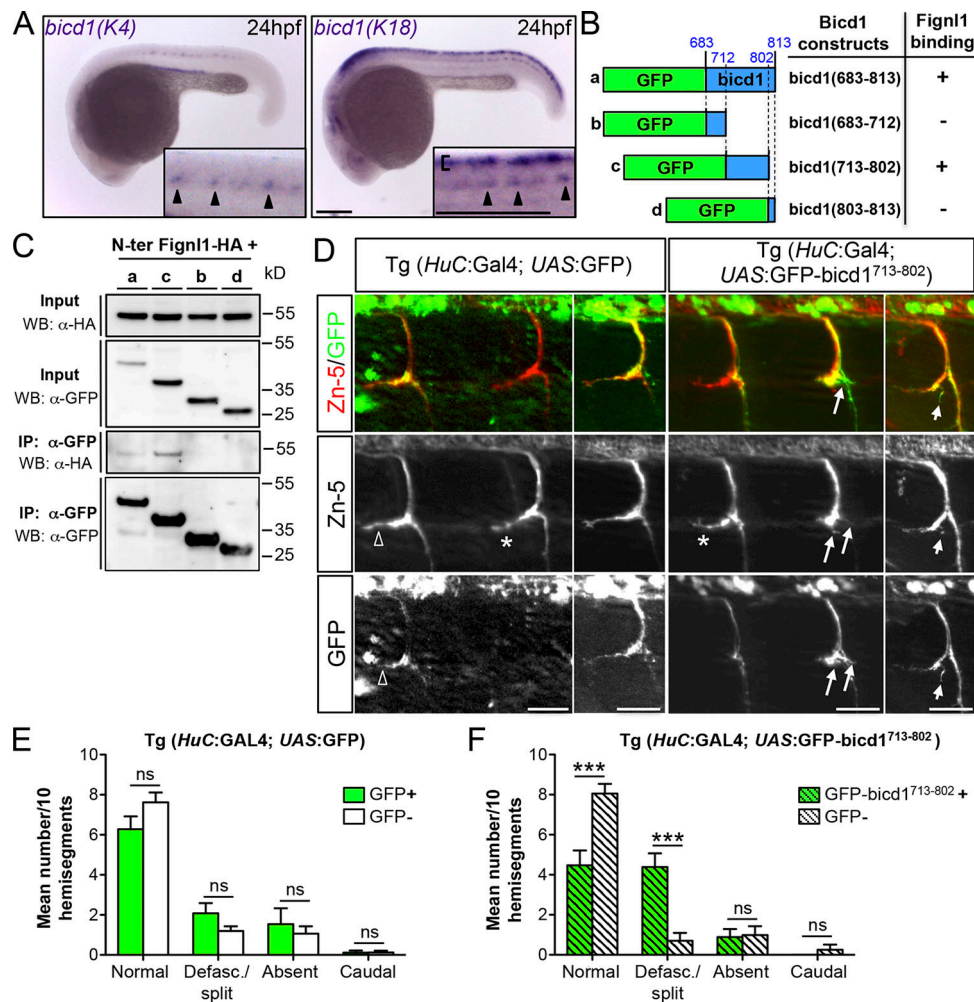 A
bicd1(K4)
24hpf
bicd1(K18)
24hpf
B
683
712
802
813
Bicd1 constructs
Fignl1 binding
a
GFP
bicd1
bicd1(683-813)
+
b
GFP
bicd1(683-712)
-
c
GFP
bicd1(713-802)
+
d
GFP
bicd1(803-813)
-
C
N-ter Fignl1-HA +
a c b d kD
Input
WB: α-HA
55
Input
WB: α-GFP
55
35
25
IP: α-GFP
WB: α-HA
55
IP: α-GFP
WB: α-GFP
55
35
25
D
Tg (HuC:Gal4; UAS:GFP)
Tg (HuC:Gal4;
UAS:GFP-bicd1⁷¹³⁻⁸⁰²)
Zn-5/GFP
Zn-5
*
*
GFP
E
Tg (HuC:GAL4; UAS:GFP)
Mean number/10
hemisegments
10
8
6
4
2
0
ns
ns
ns
ns
GFP+
GFP-
Normal
Defasc./
split
Absent
Caudal
F
Tg (HuC:GAL4; UAS:GFP-bicd1⁷¹³⁻⁸⁰²)
Mean number/10
hemisegments
10
8
6
4
2
0
***
***
ns
ns
GFP-bicd1⁷¹³⁻⁸⁰²+
GFP-
Normal
Defasc./
split
Absent
Caudal